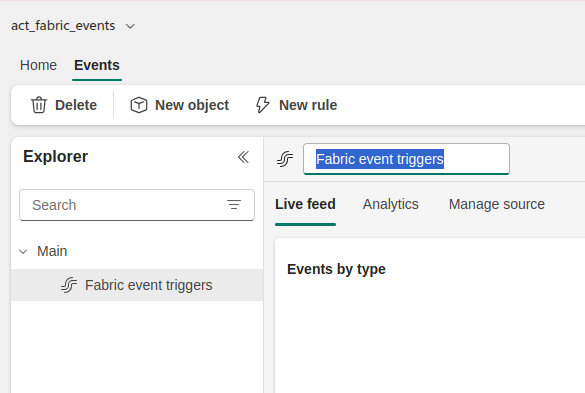 act_fabric_events
Home Events
Delete New object New rule
Explorer
Fabric event triggers
Search
Live feed Analytics Manage source
Main
Fabric event triggers
Events by type